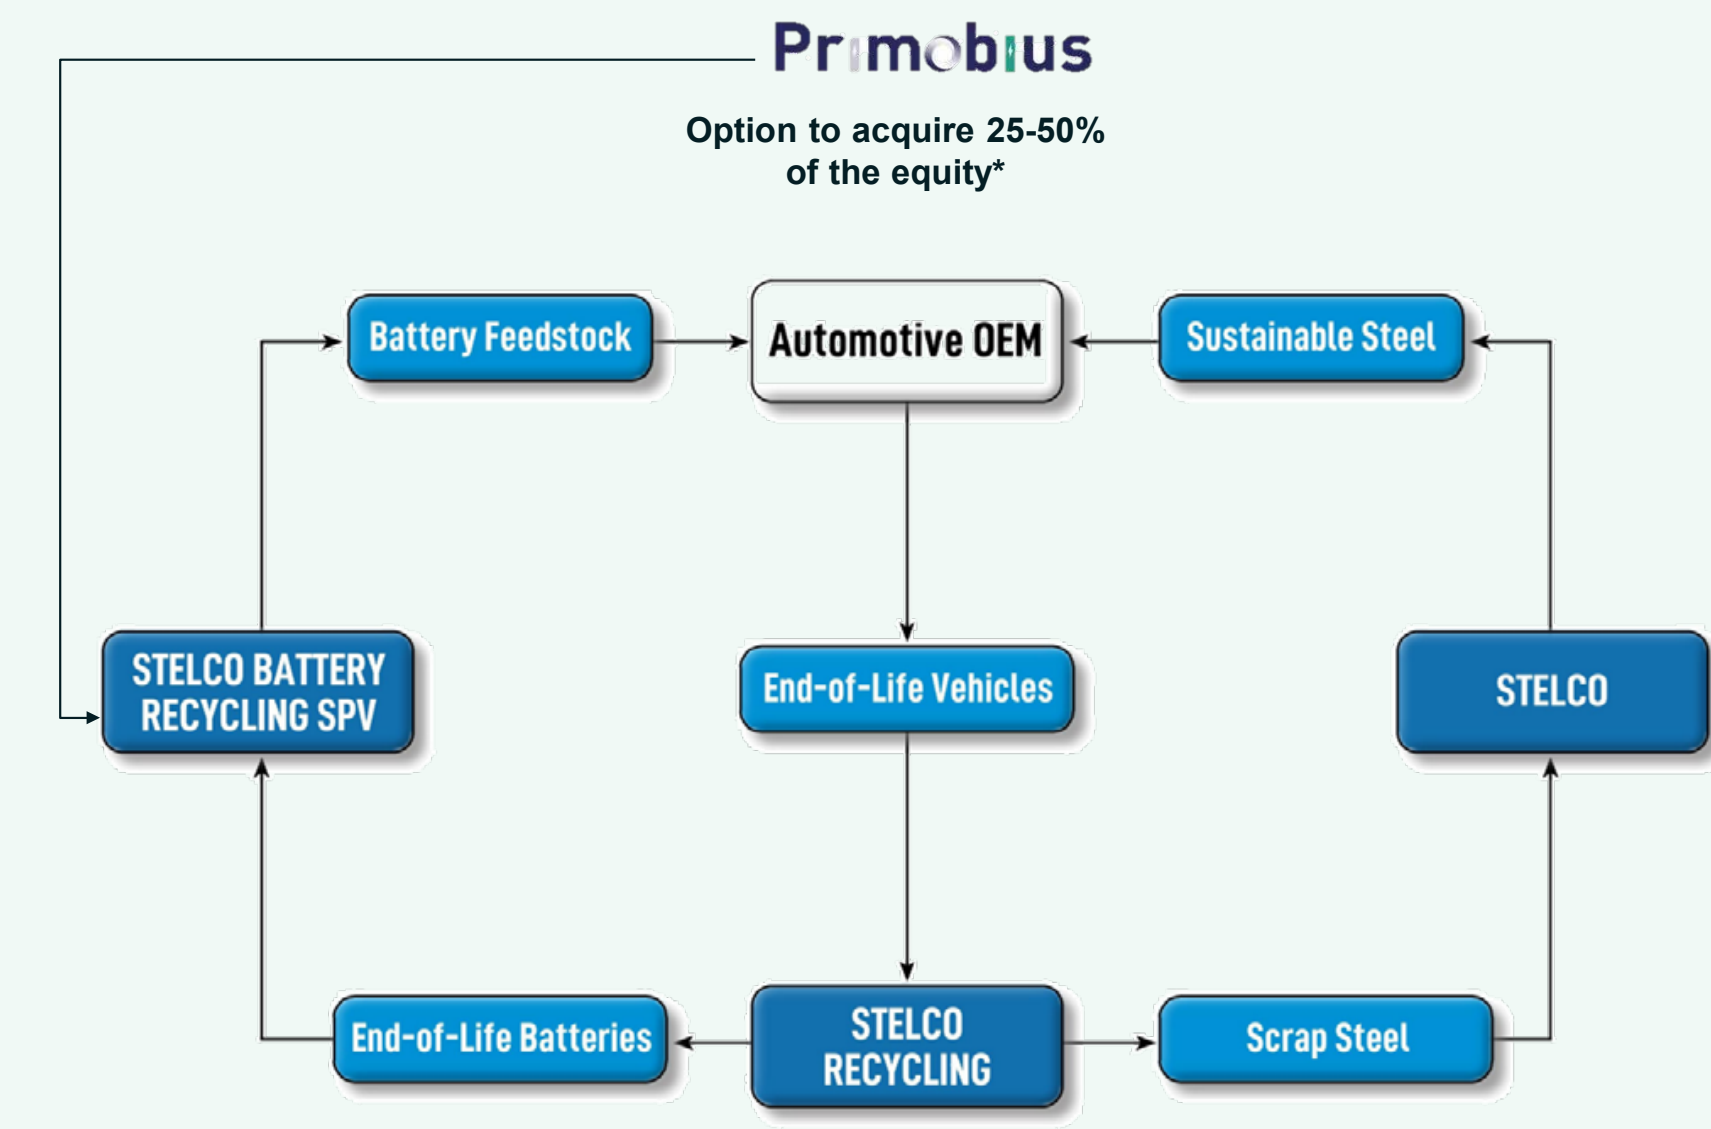 Primobius
Option to acquire 25-50%
of the equity*
Battery Feedstock
Automotive OEM
Sustainable Steel
STELCO BATTERY
RECYCLING SPV
End-of-Life Vehicles
STELCO
End-of-Life Batteries
STELCO
RECYCLING
Scrap Steel